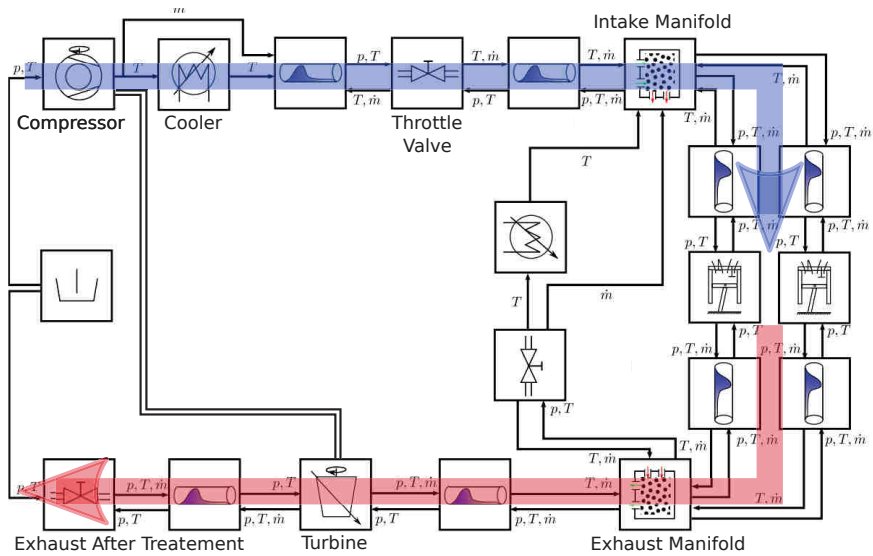 ṁ
Intake Manifold
p, T
T
T
T
p, T
T, ṁ
T, ṁ
T, ṁ
p, T
p, T, ṁ
T, ṁ
T, ṁ
Compressor
Cooler
Throttle
Valve
p, T, ṁ
p, T, ṁ
T
p, T, ṁ
p, T, ṁ
p, T
p, T
T
ṁ
p, T
p, T
p, T, ṁ
p, T, ṁ
p, T
p, T, ṁ
p, T, ṁ
T, ṁ
T, ṁ
p, T
p, T, ṁ
p, T
p, T, ṁ
T, ṁ
T, ṁ
p, T
p, T, ṁ
p, T
p, T, ṁ
Exhaust After Treatement
Turbine
Exhaust Manifold